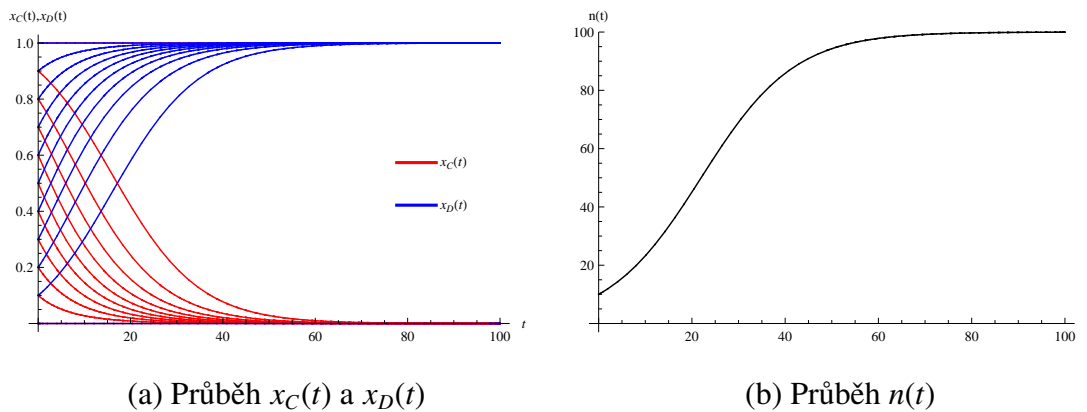 x_C(t),x_D(t)
1.0
0.8
0.6
0.4
0.2
20 40 60 80 100 t
x_C(t)
x_D(t)
(a) Průběh x_C(t) a x_D(t)
n(t)
100
80
60
40
20
20 40 60 80 100 t
(b) Průběh n(t)